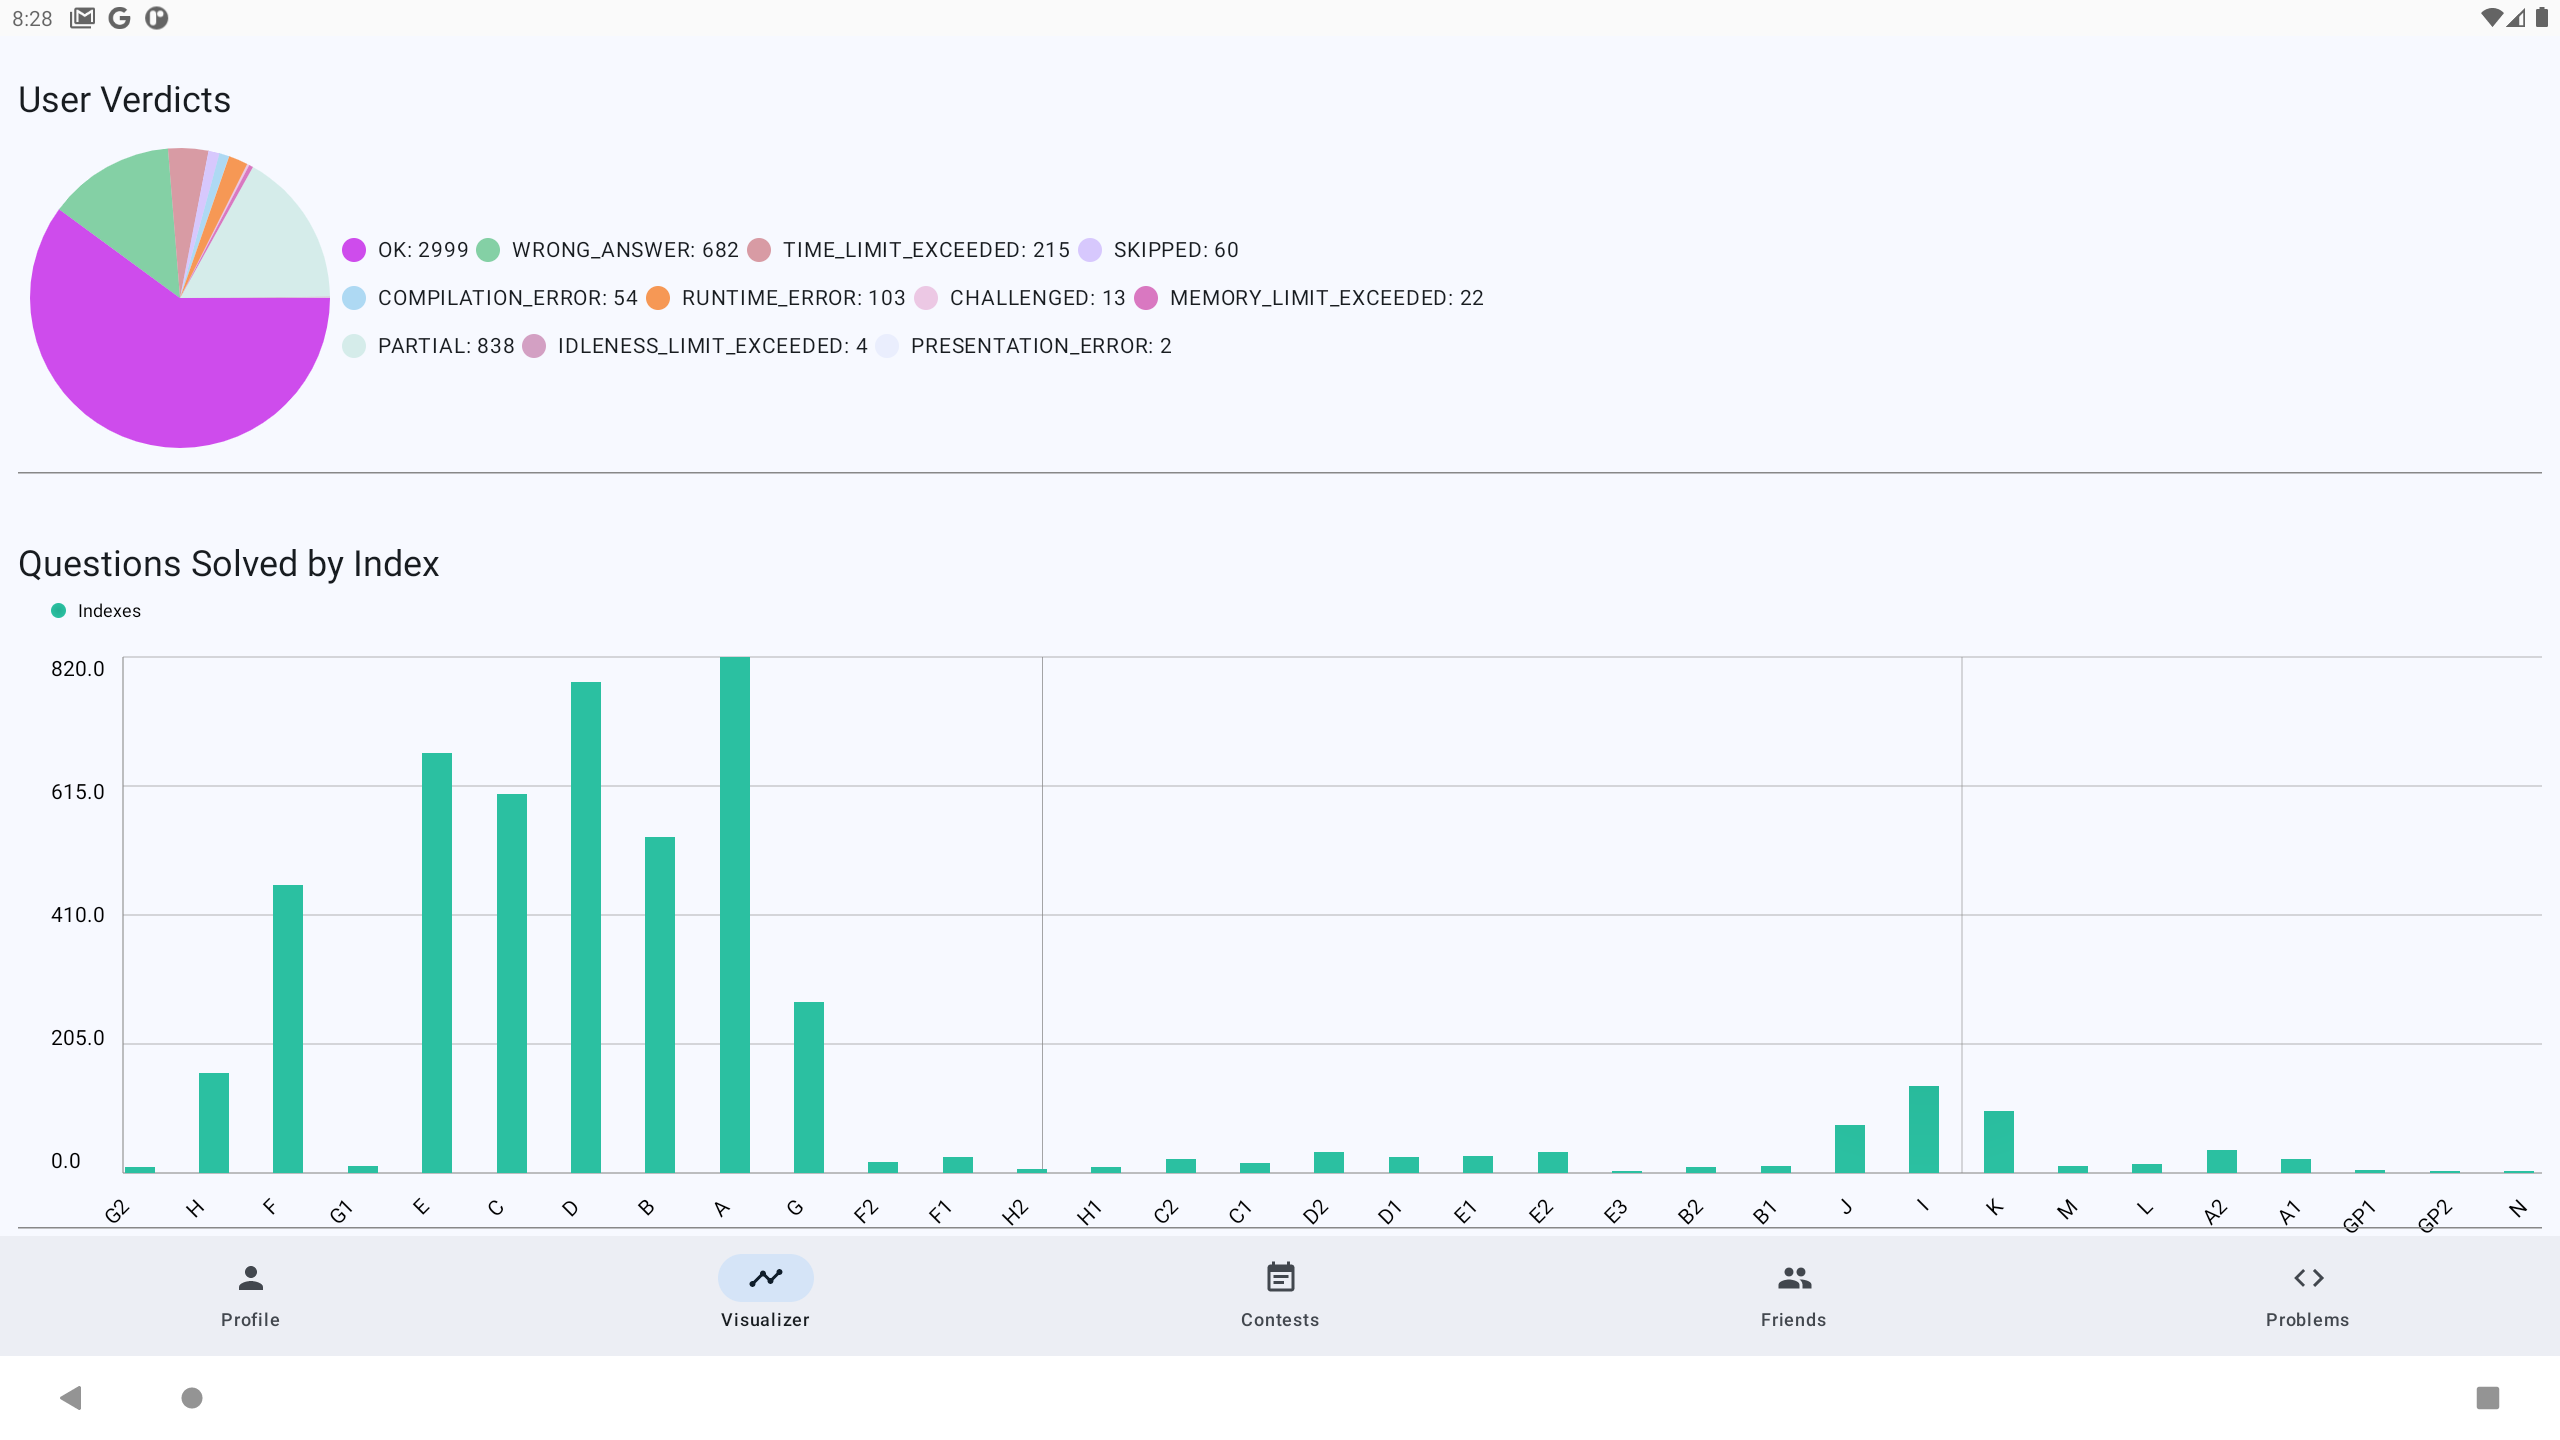 8:28
User Verdicts
OK: 2999 WRONG_ANSWER: 682 TIME_LIMIT_EXCEEDED: 215 SKIPPED: 60
COMPILATION_ERROR: 54 RUNTIME_ERROR: 103 CHALLENGED: 13 MEMORY_LIMIT_EXCEEDED: 22
PARTIAL: 838 IDLENESS_LIMIT_EXCEEDED: 4 PRESENTATION_ERROR: 2
Questions Solved by Index
Indexes
820.0
615.0
410.0
205.0
0.0
G2 H F G1 E C D B A G F2 F1 H2 H1 C2 C1 D2 D1 E1 E2 E3 B2 B1 J I K M L A2 A1 GP1 GP2 N
Profile Visualizer Contests Friends Problems